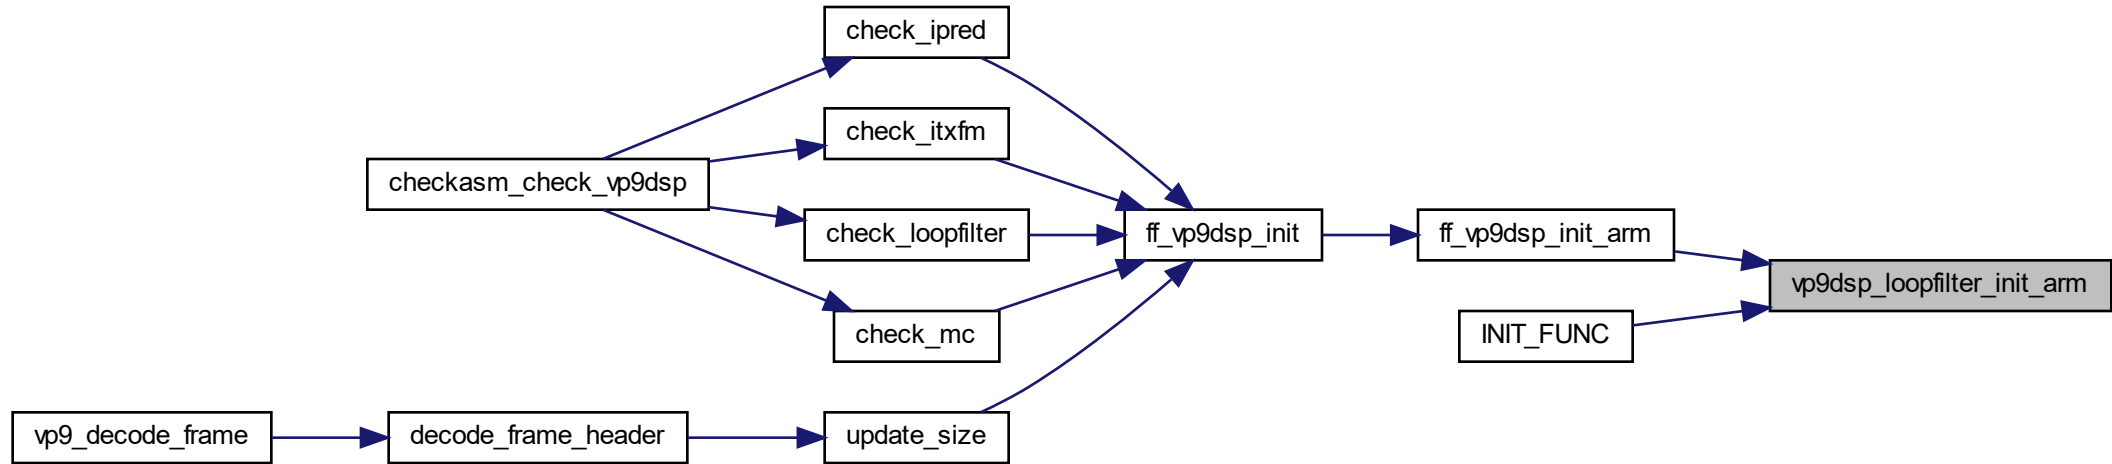 check_ipred
check_itxfm
checkasm_check_vp9dsp
check_loopfilter
ff_vp9dsp_init
ff_vp9dsp_init_arm
vp9dsp_loopfilter_init_arm
check_mc
INIT_FUNC
vp9_decode_frame
decode_frame_header
update_size